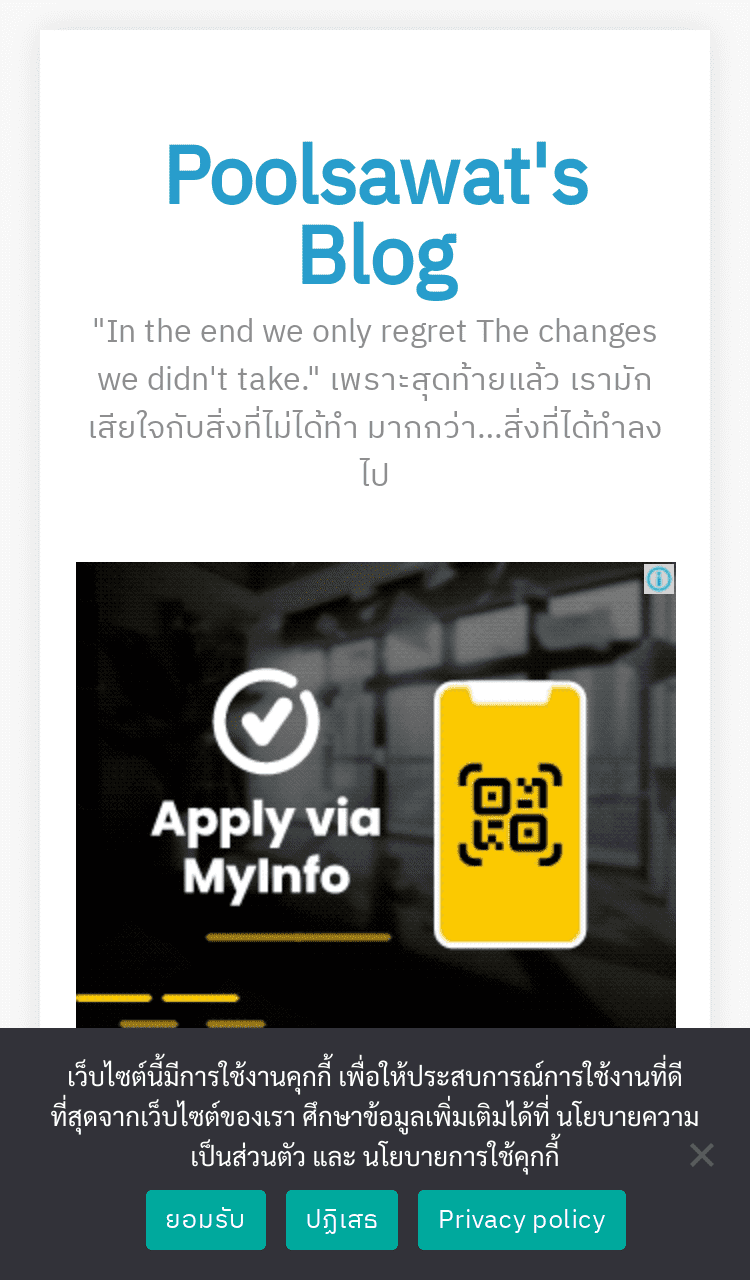 Poolsawat's
Blog
"In the end we only regret The changes
we didn't take." เพราะสุดท้ายแล้ว เรามัก
เสียใจกับสิ่งที่ไม่ได้ทำ มากกว่า...สิ่งที่ได้ทำลง
ไป
Apply via
MyInfo
เว็บไซต์นี้มีการใช้งานคุกกี้ เพื่อให้ประสบการณ์การใช้งานที่ดี
ที่สุดจากเว็บไซต์ของเรา ศึกษาข้อมูลเพิ่มเติมได้ที่ นโยบายความ
เป็นส่วนตัว และ นโยบายการใช้คุกกี้
ยอมรับ ปฏิเสธ Privacy policy